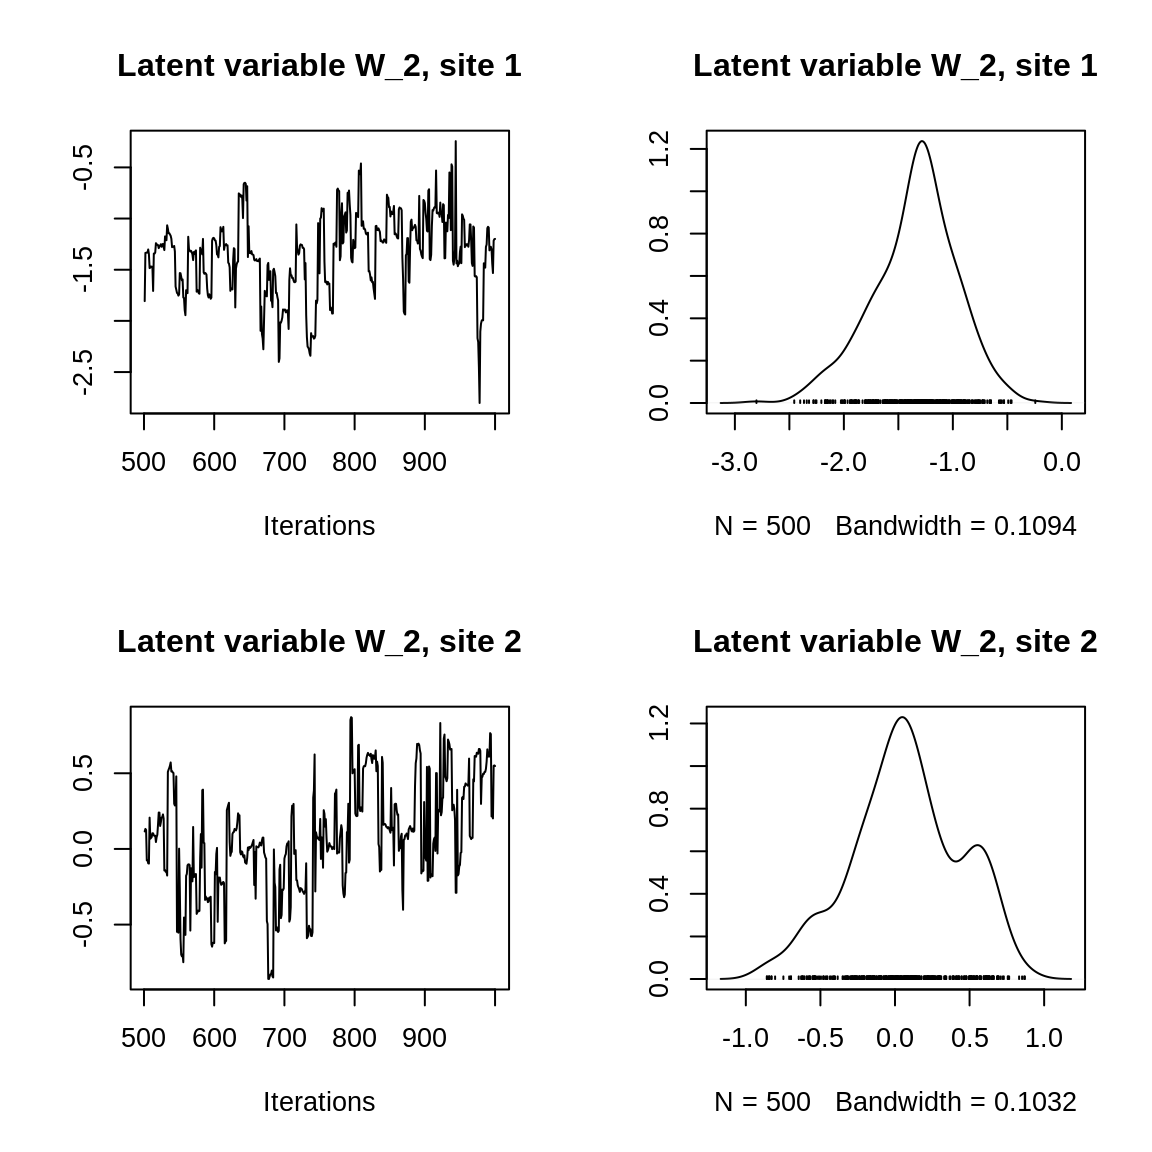 Latent variable W_2, site 1
-0.5
-1.5
-2.5
500 600 700 800 900
Iterations
Latent variable W_2, site 1
1.2
0.8
0.4
0.0
-3.0 -2.0 -1.0 0.0
N = 500 Bandwidth = 0.1094
Latent variable W_2, site 2
0.5
0.0
-0.5
500 600 700 800 900
Iterations
Latent variable W_2, site 2
1.2
0.8
0.4
0.0
-1.0 -0.5 0.0 0.5 1.0
N = 500 Bandwidth = 0.1032